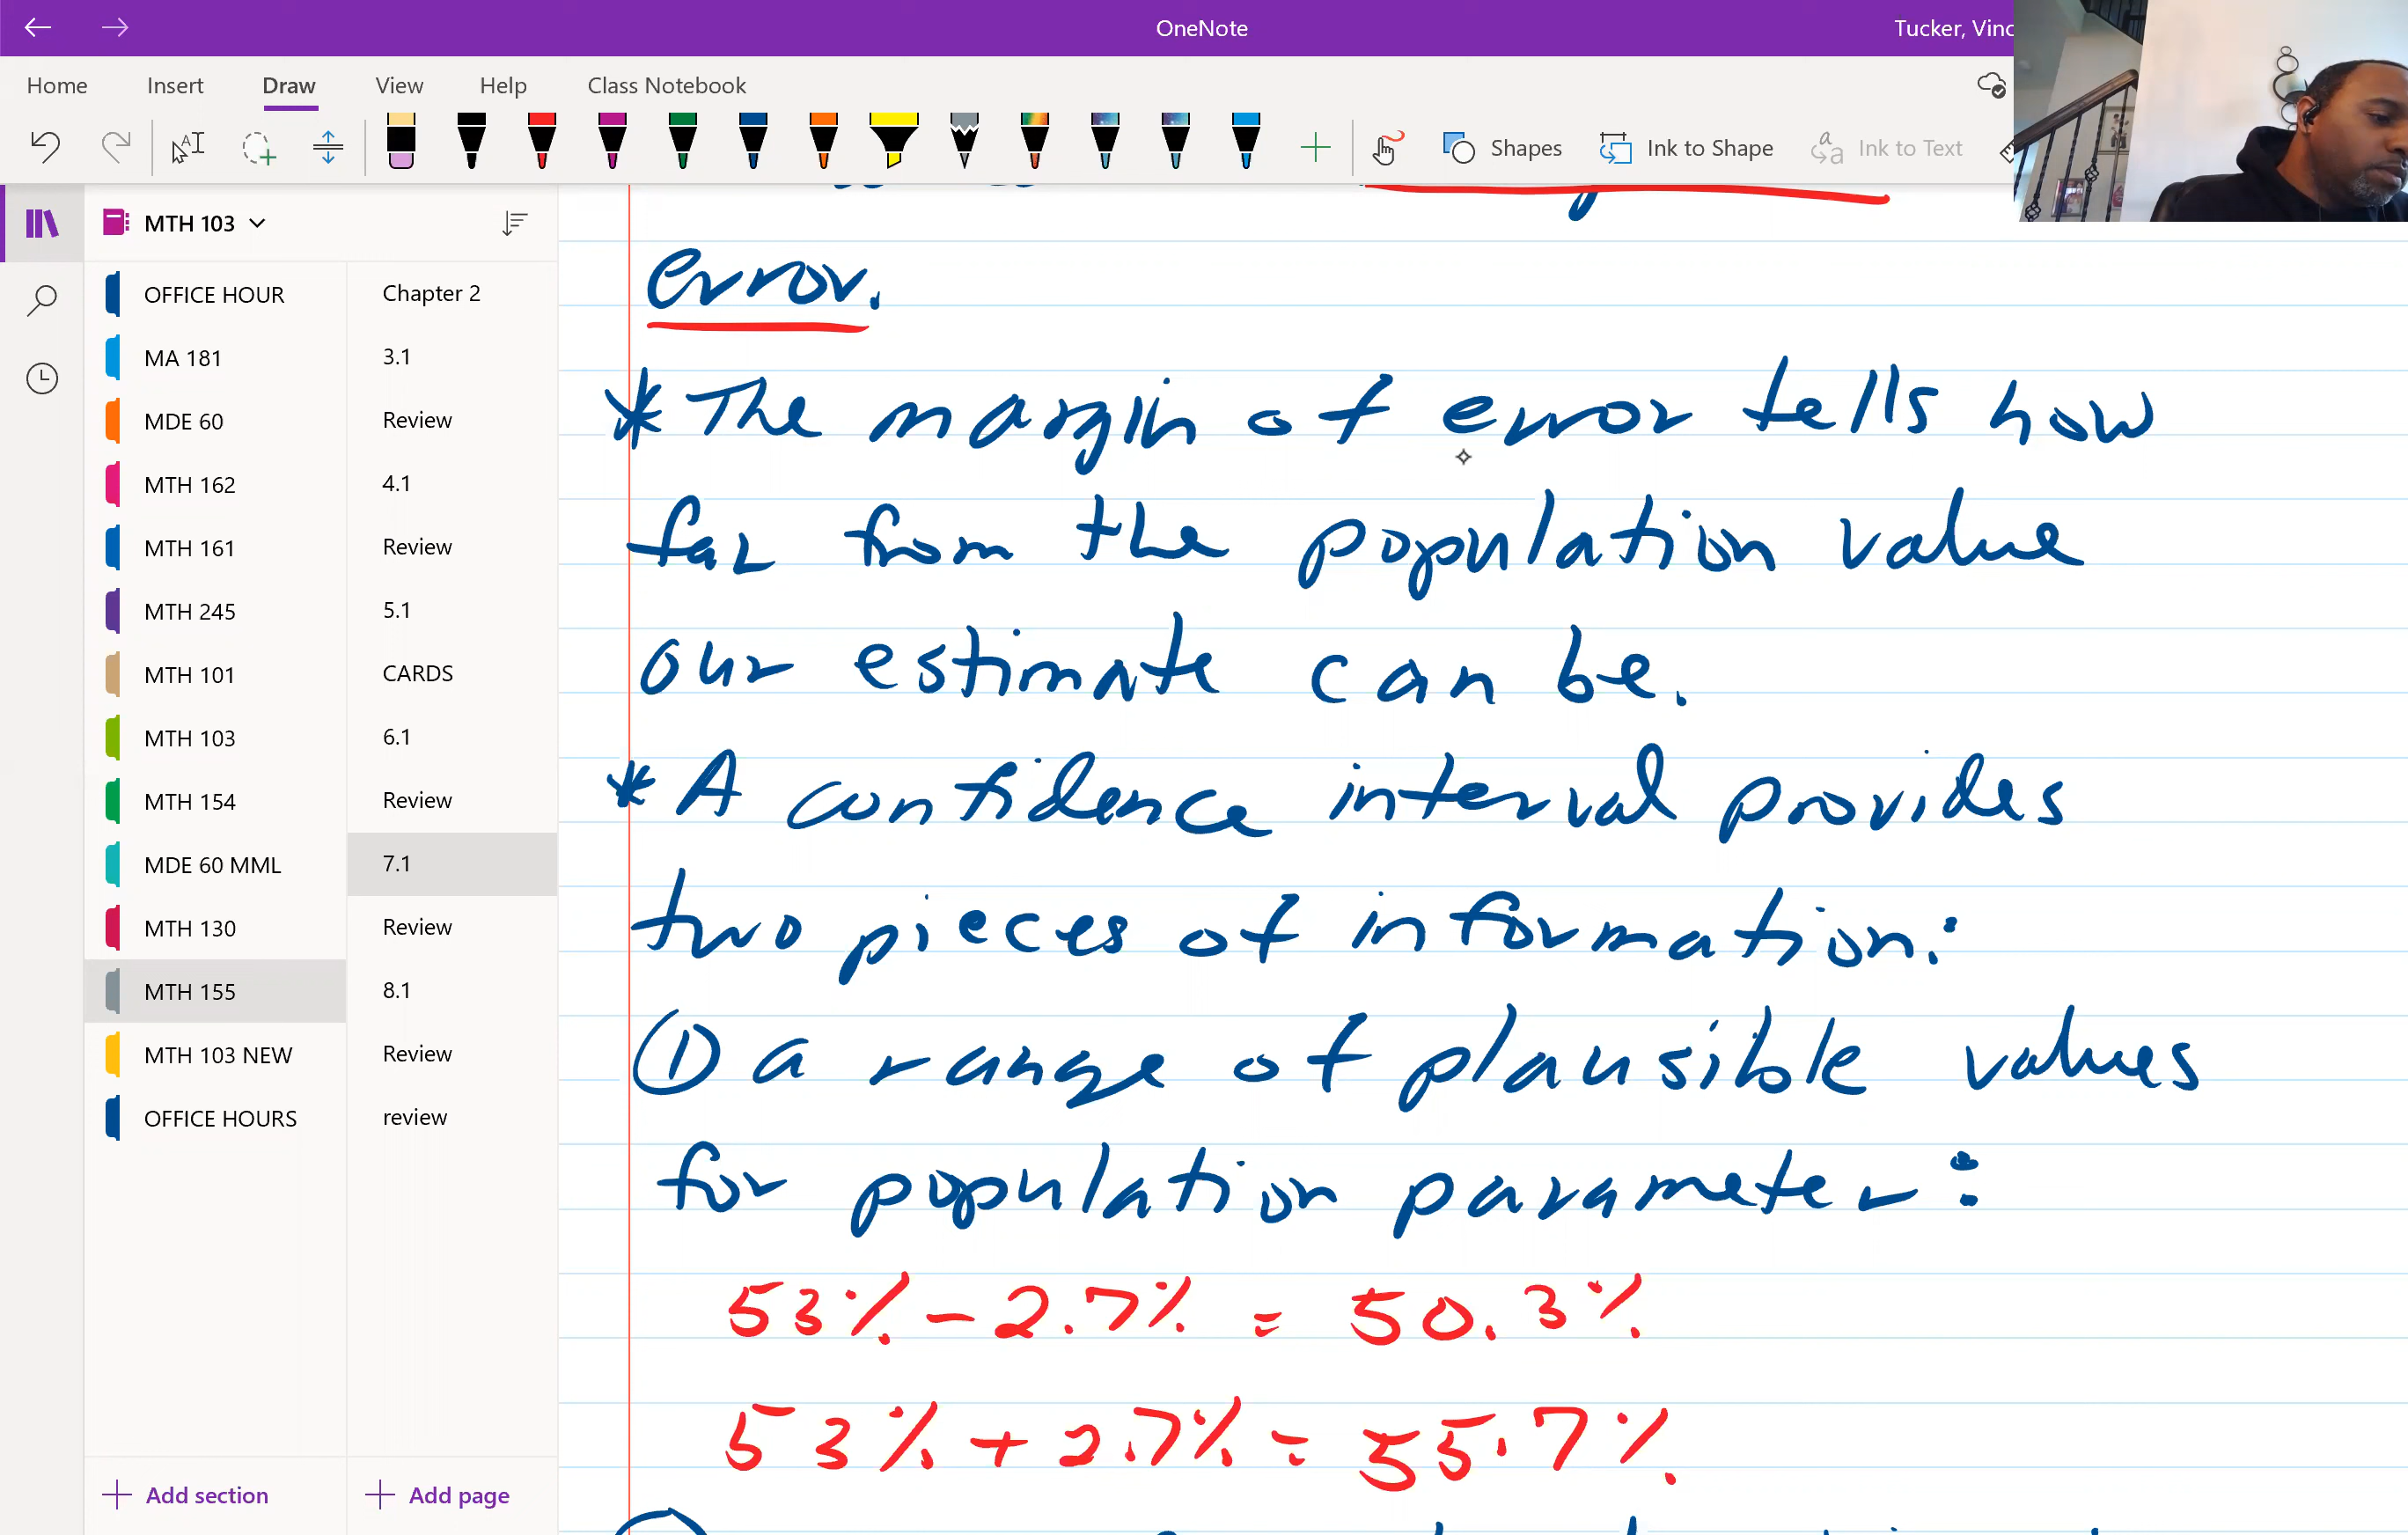 OneNote
Tucker, Vinc
Home Insert Draw View Help Class Notebook
Shapes Ink to Shape Ink to Text
MTH 103
OFFICE HOUR
MA 181
MDE 60
MTH 162
MTH 161
MTH 245
MTH 101
MTH 103
MTH 154
MDE 60 MML
MTH 130
MTH 155
MTH 103 NEW
OFFICE HOURS
Add section
Chapter 2
3.1
Review
4.1
Review
5.1
CARDS
6.1
Review
7.1
Review
8.1
Review
review
Add page
error.
* The margin of error tells how
far from the population value
our estimate can be.
* A confidence interval provides
two pieces of information:
① a range of plausible values
for population parameter:
53% - 2.7% = 50.3%
53% + 2.7% = 55.7%